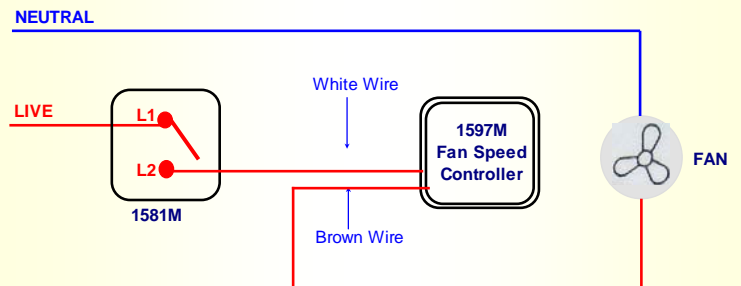 NEUTRAL
White Wire
LIVE
L1
1597M
Fan Speed
Controller
FAN
L2
1581M
Brown Wire